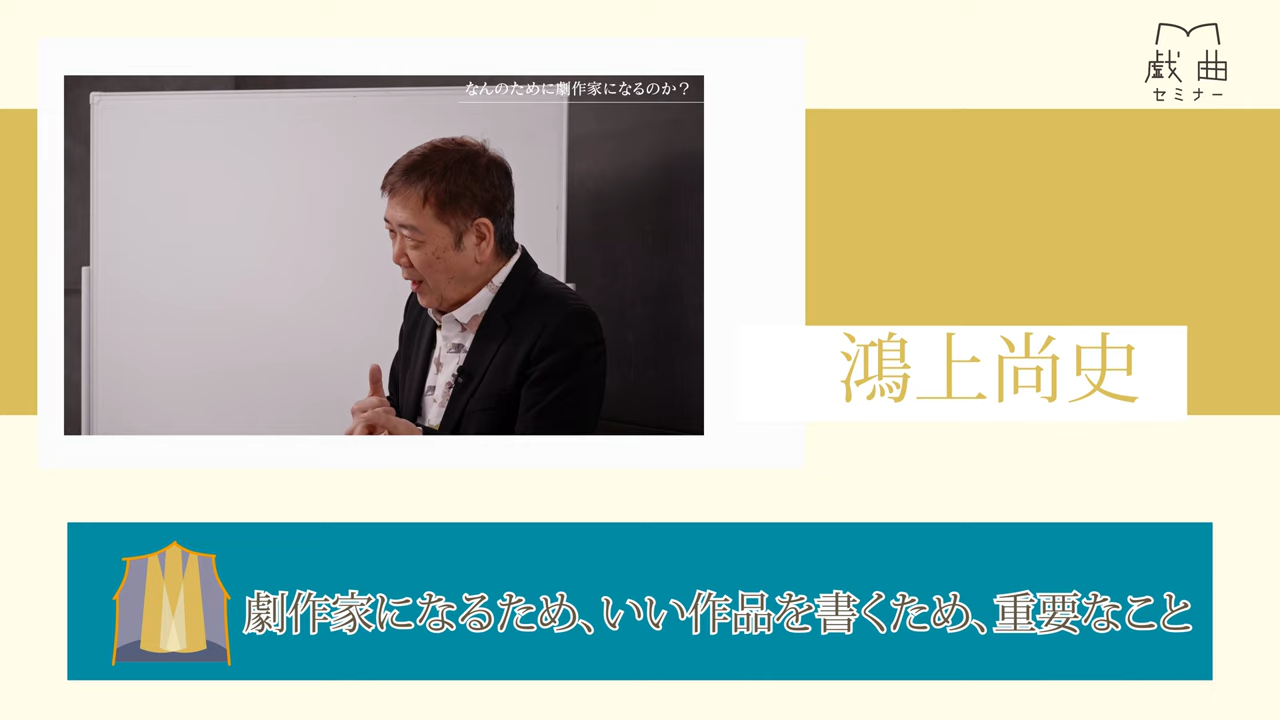 戯曲
セミナー
なんのために劇作家になるのか？
鴻上尚史
劇作家になるため、いい作品を書くため、重要なこと